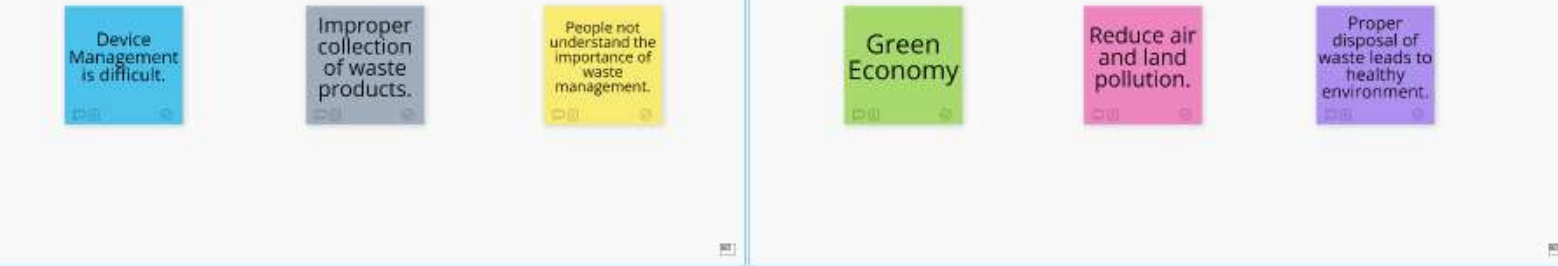 Device
Management
is difficult.
Improper
collection
of waste
products.
People not
understand the
importance of
waste
management.
Green
Economy
Reduce air
and land
pollution.
Proper
disposal of
waste leads to
healthy
environment.